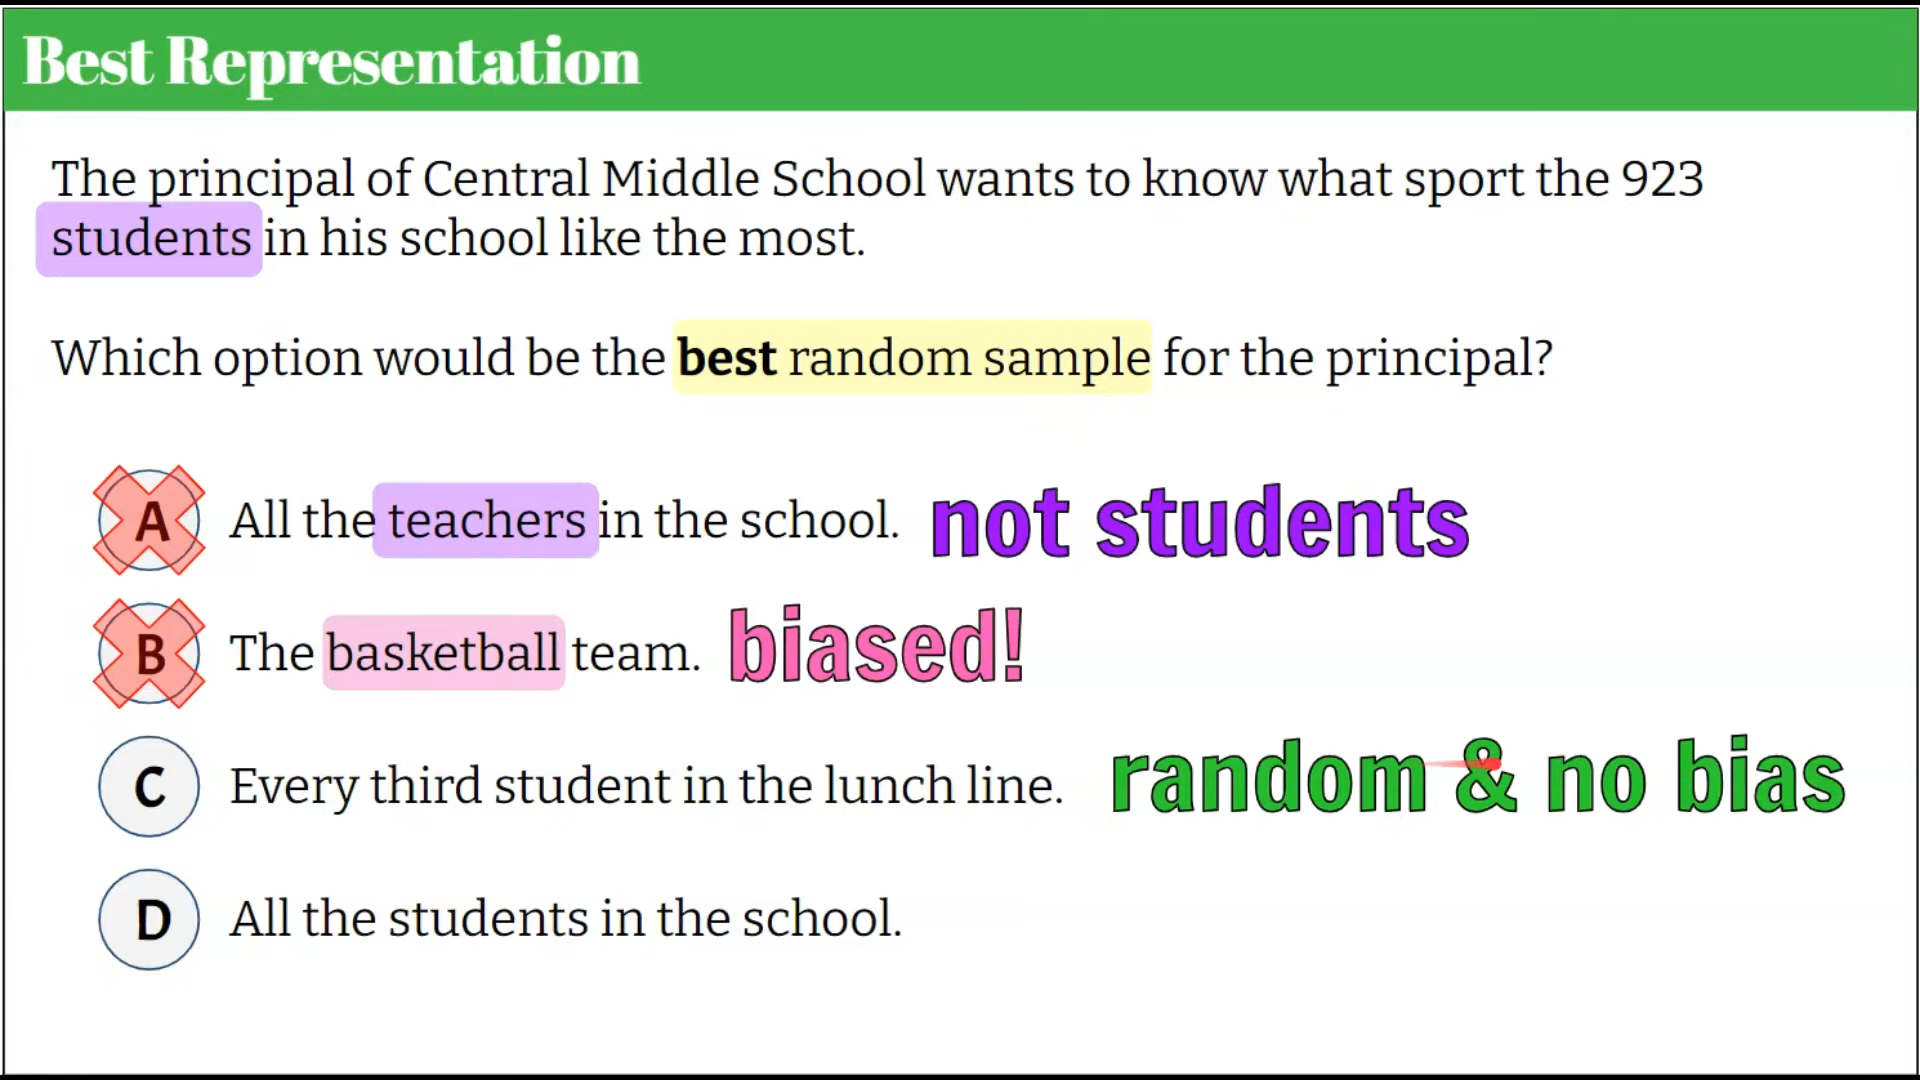 Best Representation
The principal of Central Middle School wants to know what sport the 923
students in his school like the most.
Which option would be the best random sample for the principal?
A All the teachers in the school. not students
B The basketball team. biased!
C Every third student in the lunch line. random & no bias
D All the students in the school.